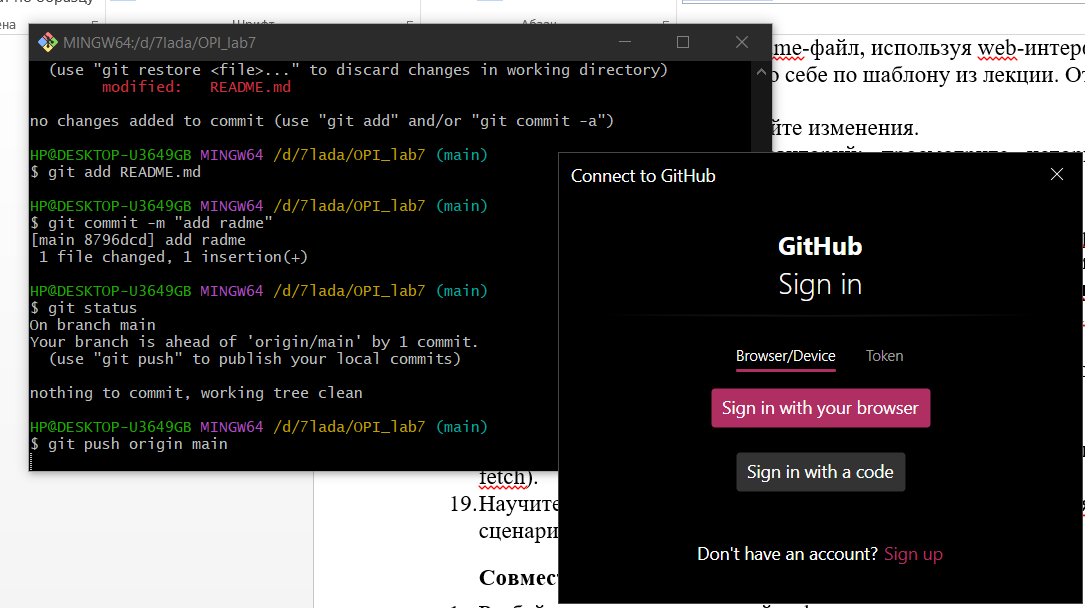 по образцу
ена
Шрифт
Абзац
MINGW64:/d/7lada/OPI_lab7
(use "git restore <file>..." to discard changes in working directory)
modified:   README.md
no changes added to commit (use "git add" and/or "git commit -a")
HP@DESKTOP-U3649GB MINGW64 /d/7lada/OPI_lab7 (main)
$ git add README.md
HP@DESKTOP-U3649GB MINGW64 /d/7lada/OPI_lab7 (main)
$ git commit -m "add radme"
[main 8796dcd] add radme
1 file changed, 1 insertion(+)
HP@DESKTOP-U3649GB MINGW64 /d/7lada/OPI_lab7 (main)
$ git status
On branch main
Your branch is ahead of 'origin/main' by 1 commit.
(use "git push" to publish your local commits)
nothing to commit, working tree clean
HP@DESKTOP-U3649GB MINGW64 /d/7lada/OPI_lab7 (main)
$ git push origin main
me-файл, используя web-интер
о себе по шаблону из лекции. О
йте изменения.
Connect to GitHub
GitHub
Sign in
Browser/Device Token
Sign in with your browser
Sign in with a code
Don't have an account? Sign up
fetch).
19.Научите
сценари
Совмест